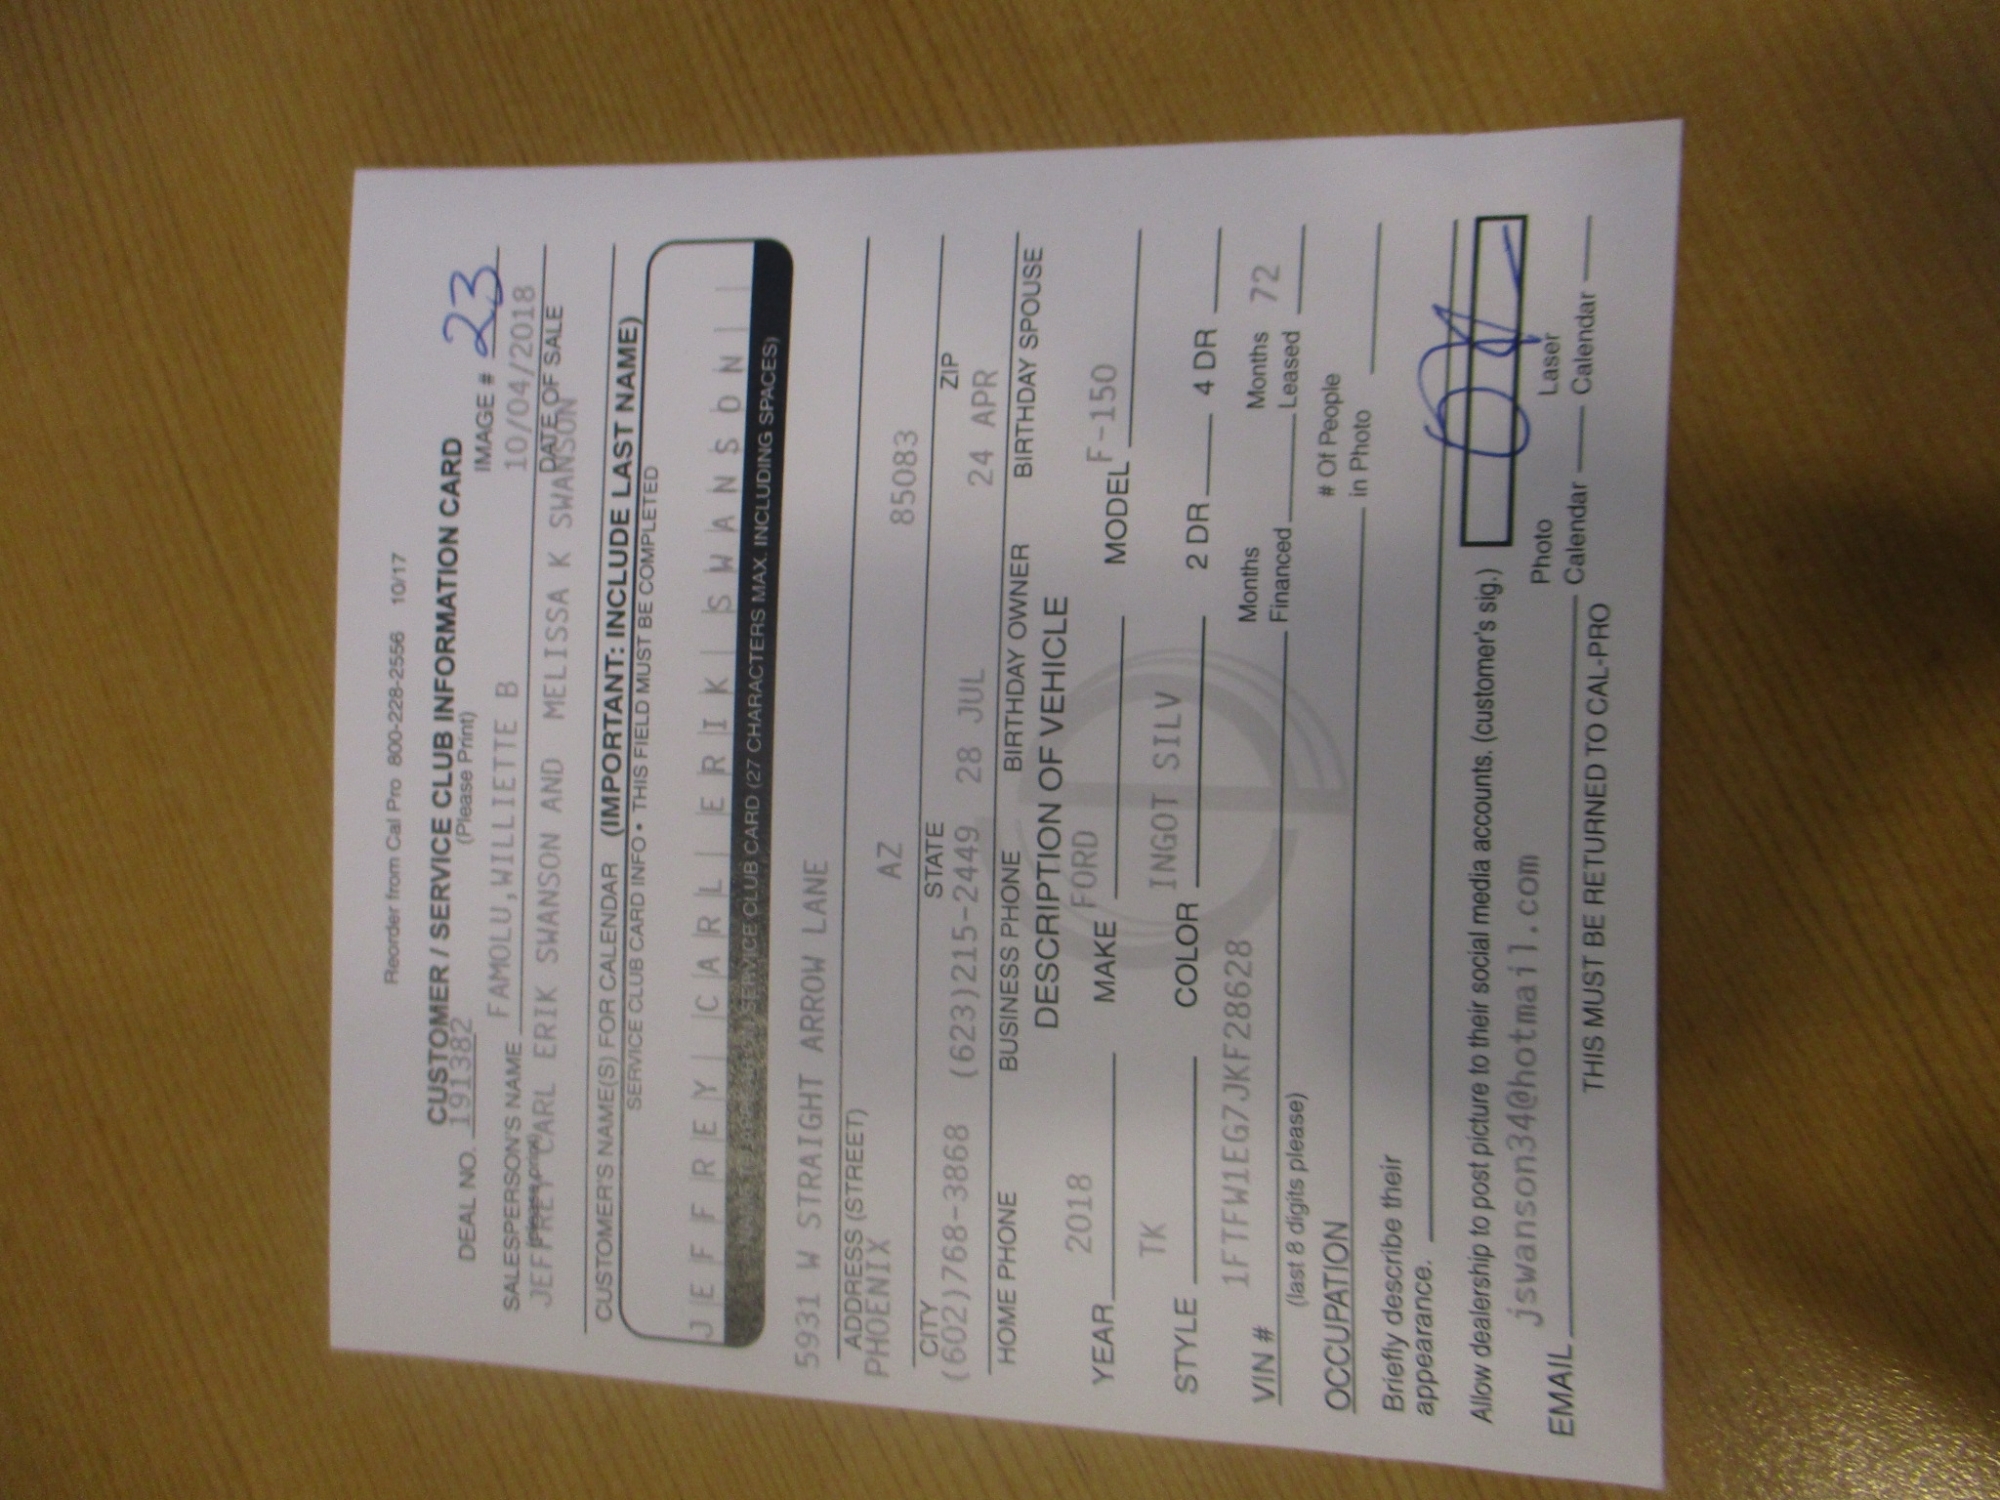 Reorder from Cal Pro 800-228-2556 10/17
CUSTOMER / SERVICE CLUB INFORMATION CARD
(Please Print)
DEAL NO. 191382 IMAGE # 23
SALESPERSON'S NAME FAMOLU,WILLIETTE B 10/04/2018
(please print) DATE OF SALE
JEFFREY CARL ERIK SWANSON AND MELISSA K SWANSON
CUSTOMER'S NAME(S) FOR CALENDAR (IMPORTANT: INCLUDE LAST NAME)
SERVICE CLUB CARD INFO • THIS FIELD MUST BE COMPLETED
JEFFREY CARL ERIK SWANSON
SERVICE CLUB CARD (27 CHARACTERS MAX. INCLUDING SPACES)
5931 W STRAIGHT ARROW LANE
ADDRESS (STREET)
PHOENIX AZ 85083
CITY STATE ZIP
(602)768-3868 (623)215-2449 28 JUL 24 APR
HOME PHONE BUSINESS PHONE BIRTHDAY OWNER BIRTHDAY SPOUSE
DESCRIPTION OF VEHICLE
YEAR 2018 MAKE FORD MODEL F-150
STYLE TK COLOR INGOT SILV 2 DR 4 DR
VIN # 1FTFW1EG7JKF28628 Months Financed Months Leased 72
(last 8 digits please)
OCCUPATION # Of People in Photo
Briefly describe their
appearance.
Allow dealership to post picture to their social media accounts. (customer's sig.)
EMAIL jswanson34@hotmail.com Photo Calendar Laser Calendar
THIS MUST BE RETURNED TO CAL-PRO